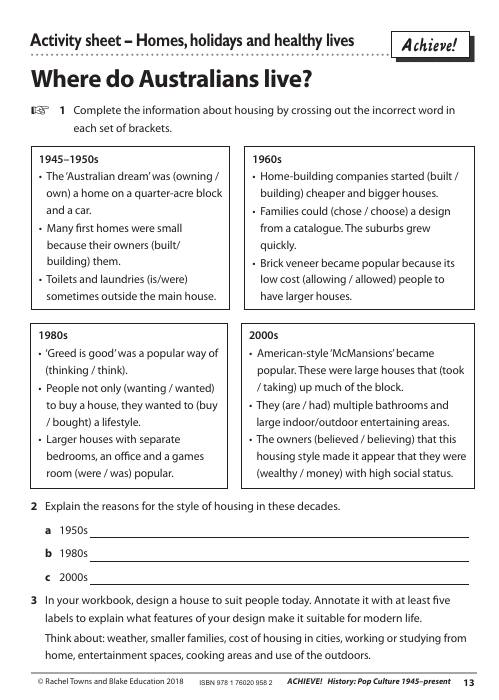 Activity sheet – Homes, holidays and healthy lives
Achieve!
Where do Australians live?
1 Complete the information about housing by crossing out the incorrect word in
each set of brackets.
1945–1950s
• The ‘Australian dream’ was (owning /
own) a home on a quarter-acre block
and a car.
• Many first homes were small
because their owners (built/
building) them.
• Toilets and laundries (is/were)
sometimes outside the main house.
1960s
• Home-building companies started (built /
building) cheaper and bigger houses.
• Families could (chose / choose) a design
from a catalogue. The suburbs grew
quickly.
• Brick veneer became popular because its
low cost (allowing / allowed) people to
have larger houses.
1980s
• ‘Greed is good’ was a popular way of
(thinking / think).
• People not only (wanting / wanted)
to buy a house, they wanted to (buy
/ bought) a lifestyle.
• Larger houses with separate
bedrooms, an office and a games
room (were / was) popular.
2000s
• American-style ‘McMansions’ became
popular. These were large houses that (took
/ taking) up much of the block.
• They (are / had) multiple bathrooms and
large indoor/outdoor entertaining areas.
• The owners (believed / believing) that this
housing style made it appear that they were
(wealthy / money) with high social status.
2 Explain the reasons for the style of housing in these decades.
a 1950s
b 1980s
c 2000s
3 In your workbook, design a house to suit people today. Annotate it with at least five
labels to explain what features of your design make it suitable for modern life.
Think about: weather, smaller families, cost of housing in cities, working or studying from
home, entertainment spaces, cooking areas and use of the outdoors.
© Rachel Towns and Blake Education 2018 ISBN 978 1 76020 958 2 ACHIEVE! History: Pop Culture 1945–present 13